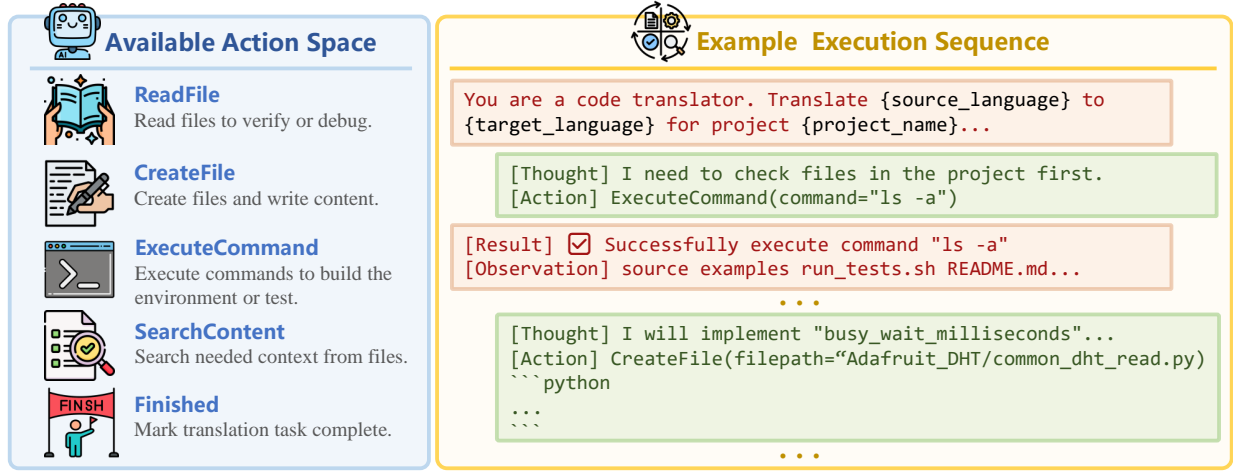 AI
Available Action Space
ReadFile
Read files to verify or debug.
CreateFile
Create files and write content.
ExecuteCommand
Execute commands to build the
environment or test.
SearchContent
Search needed context from files.
FINSH
Finished
Mark translation task complete.
Example Execution Sequence
You are a code translator. Translate {source_language} to
{target_language} for project {project_name}...
[Thought] I need to check files in the project first.
[Action] ExecuteCommand(command="ls -a")
[Result] ☑ Successfully execute command "ls -a"
[Observation] source examples run_tests.sh README.md...
...
[Thought] I will implement "busy_wait_milliseconds"...
[Action] CreateFile(filepath=“Adafruit_DHT/common_dht_read.py)
```python
...
```
...